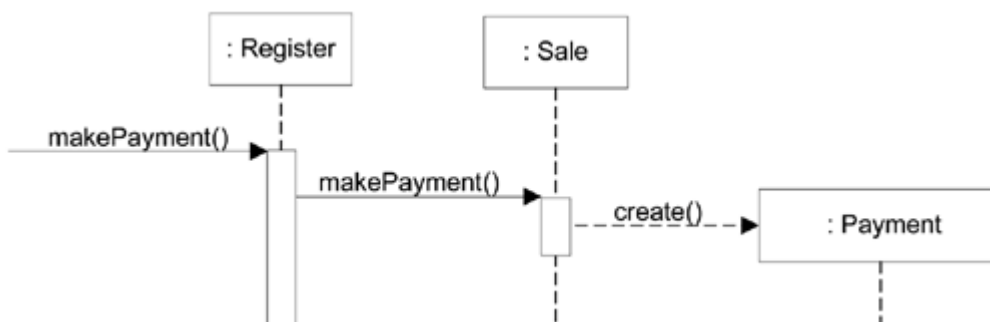 : Register
: Sale
makePayment()
makePayment()
create()
: Payment